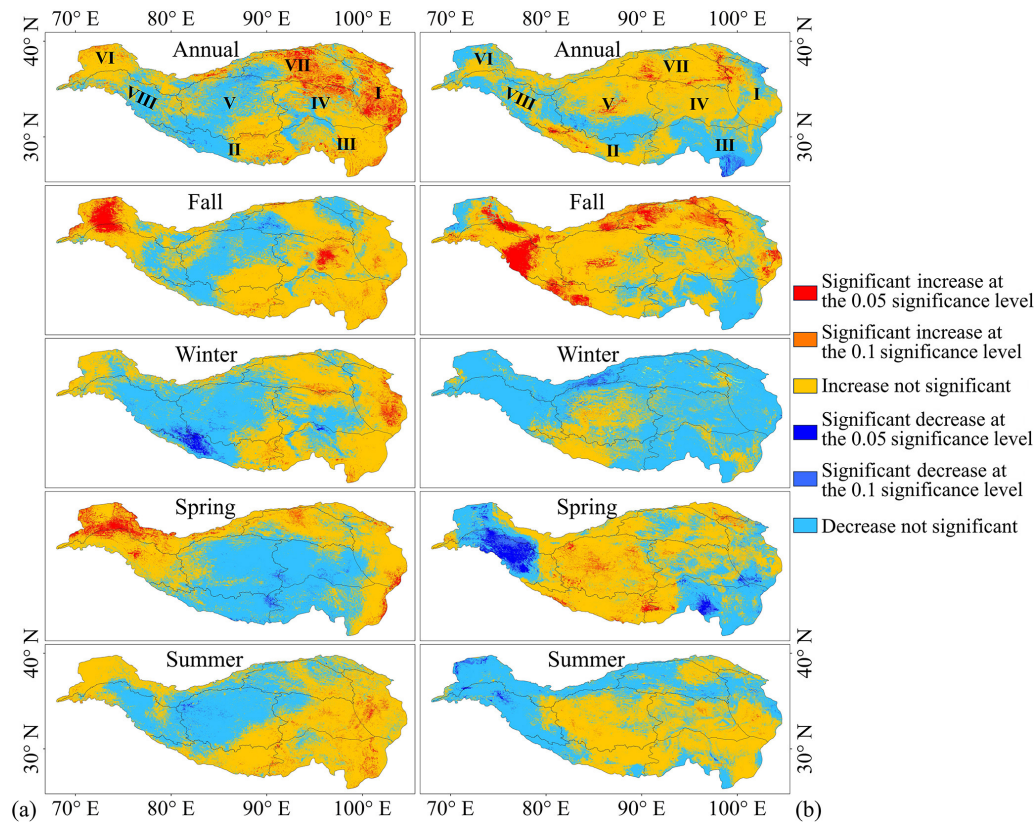 70° E 80° E 90° E 100° E 70° E 80° E 90° E 100° E
40° N
30° N
Annual
VI
VII
VIII
V
IV
I
II
III
Annual
VI
VII
VIII
V
IV
I
II
III
40° N
30° N
Fall
Fall
Winter
Winter
Spring
Spring
Summer
Summer
40° N
30° N
40° N
30° N
70° E 80° E 90° E 100° E 70° E 80° E 90° E 100° E
(a)
(b)
Significant increase at
the 0.05 significance level
Significant increase at
the 0.1 significance level
Increase not significant
Significant decrease at
the 0.05 significance level
Significant decrease at
the 0.1 significance level
Decrease not significant